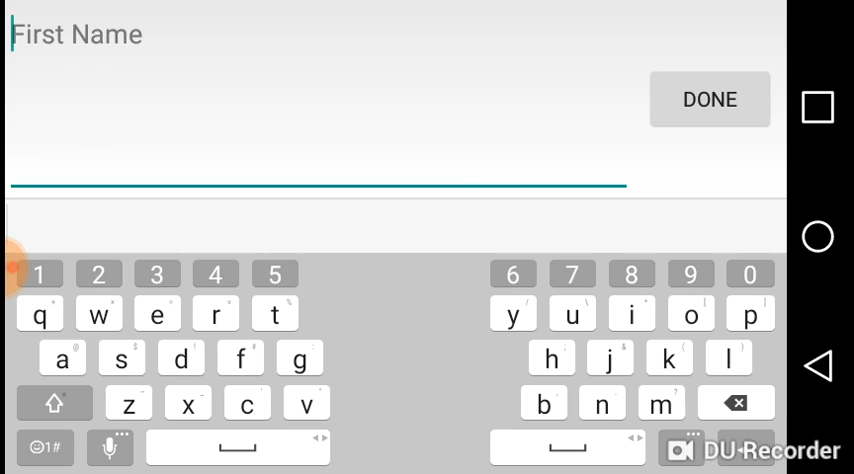 First Name
DONE
1 2 3 4 5 6 7 8 9 0
q w e r t y u i o p
a s d f g h j k l
z x c v b n m
1#
DU Recorder